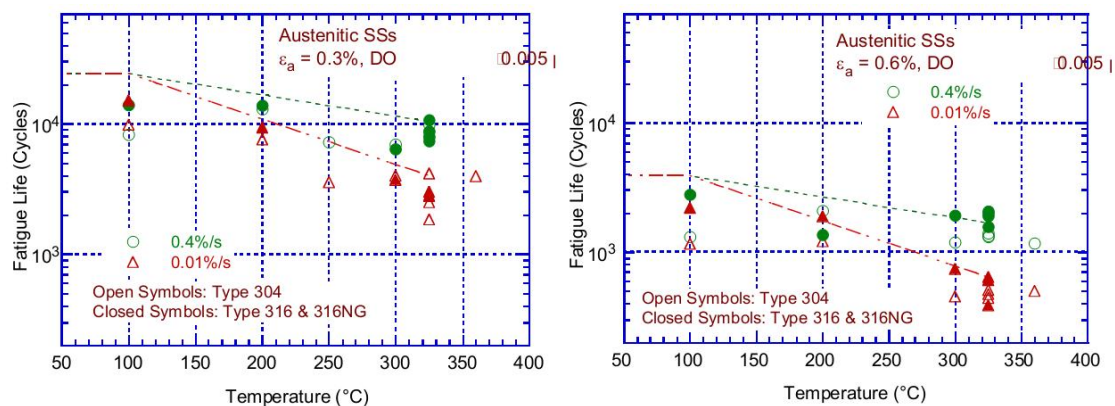 Austenitic SSs
εa = 0.3%, DO □0.005 |
Fatigue Life (Cycles)
10^4
10^3
0.4%/s
0.01%/s
Open Symbols: Type 304
Closed Symbols: Type 316 & 316NG
50 100 150 200 250 300 350 400
Temperature (°C)
Austenitic SSs
εa = 0.6%, DO □0.005 |
0.4%/s
0.01%/s
Fatigue Life (Cycles)
10^4
10^3
Open Symbols: Type 304
Closed Symbols: Type 316 & 316NG
50 100 150 200 250 300 350 400
Temperature (°C)